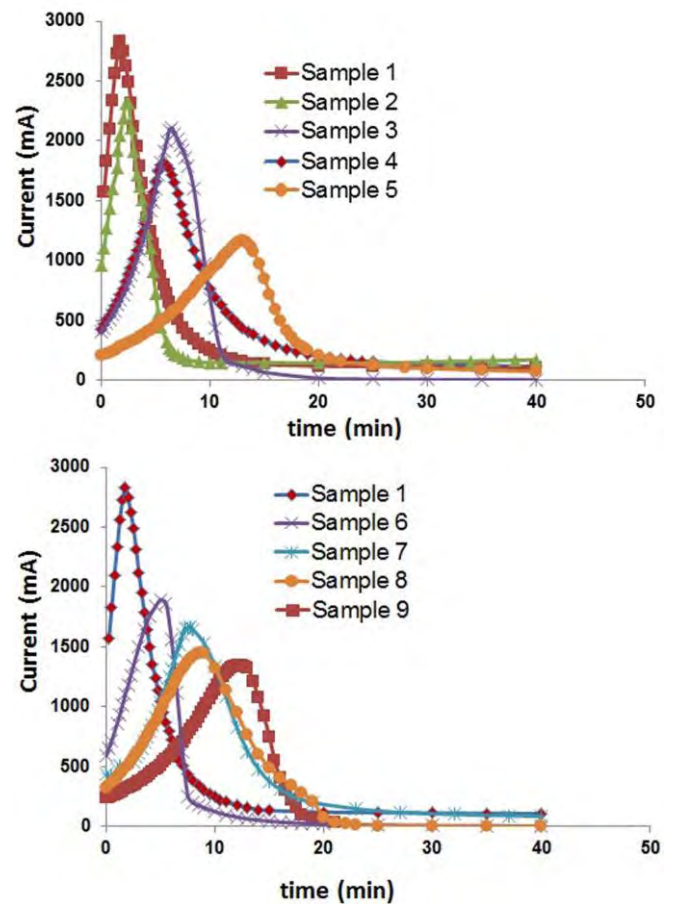 3000
2500
2000
1500
1000
500
0
Current (mA)
Sample 1
Sample 2
Sample 3
Sample 4
Sample 5
0 10 20 30 40 50
time (min)
3000
2500
2000
1500
1000
500
0
Current (mA)
Sample 1
Sample 6
Sample 7
Sample 8
Sample 9
0 10 20 30 40 50
time (min)